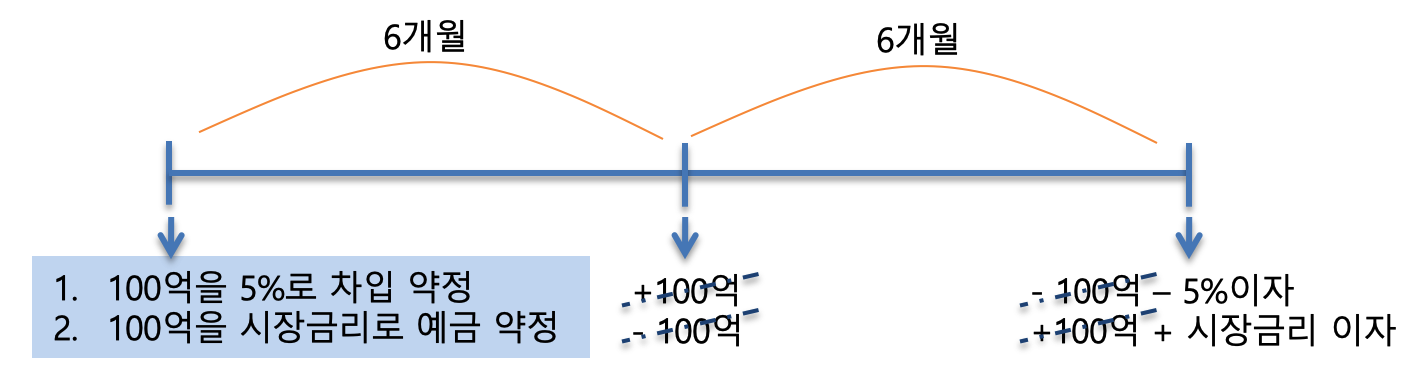 6개월
6개월
1. 100억을 5%로 차입 약정
2. 100억을 시장금리로 예금 약정
+100억
- 100억
- 100억 – 5%이자
+100억 + 시장금리 이자